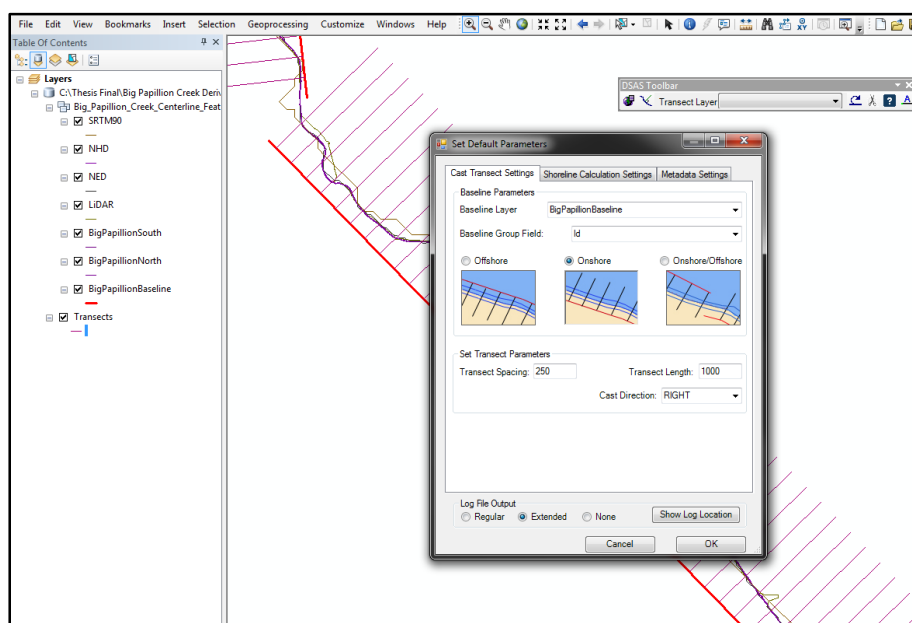 File Edit View Bookmarks Insert Selection Geoprocessing Customize Windows Help
Table Of Contents
Layers
C:\Thesis Final\Big Papillion Creek Deriv
Big_Papillion_Creek_Centerline_Feat
SRTM90
NHD
NED
LiDAR
BigPapillionSouth
BigPapillionNorth
BigPapillionBaseline
Transects
DSAS Toolbar
Transect Layer
Set Default Parameters
Cast Transect Settings Shoreline Calculation Settings Metadata Settings
Baseline Parameters
Baseline Layer BigPapillionBaseline
Baseline Group Field: Id
Offshore Onshore Onshore/Offshore
Set Transect Parameters
Transect Spacing: 250 Transect Length: 1000
Cast Direction: RIGHT
Log File Output
Regular Extended None Show Log Location
Cancel OK